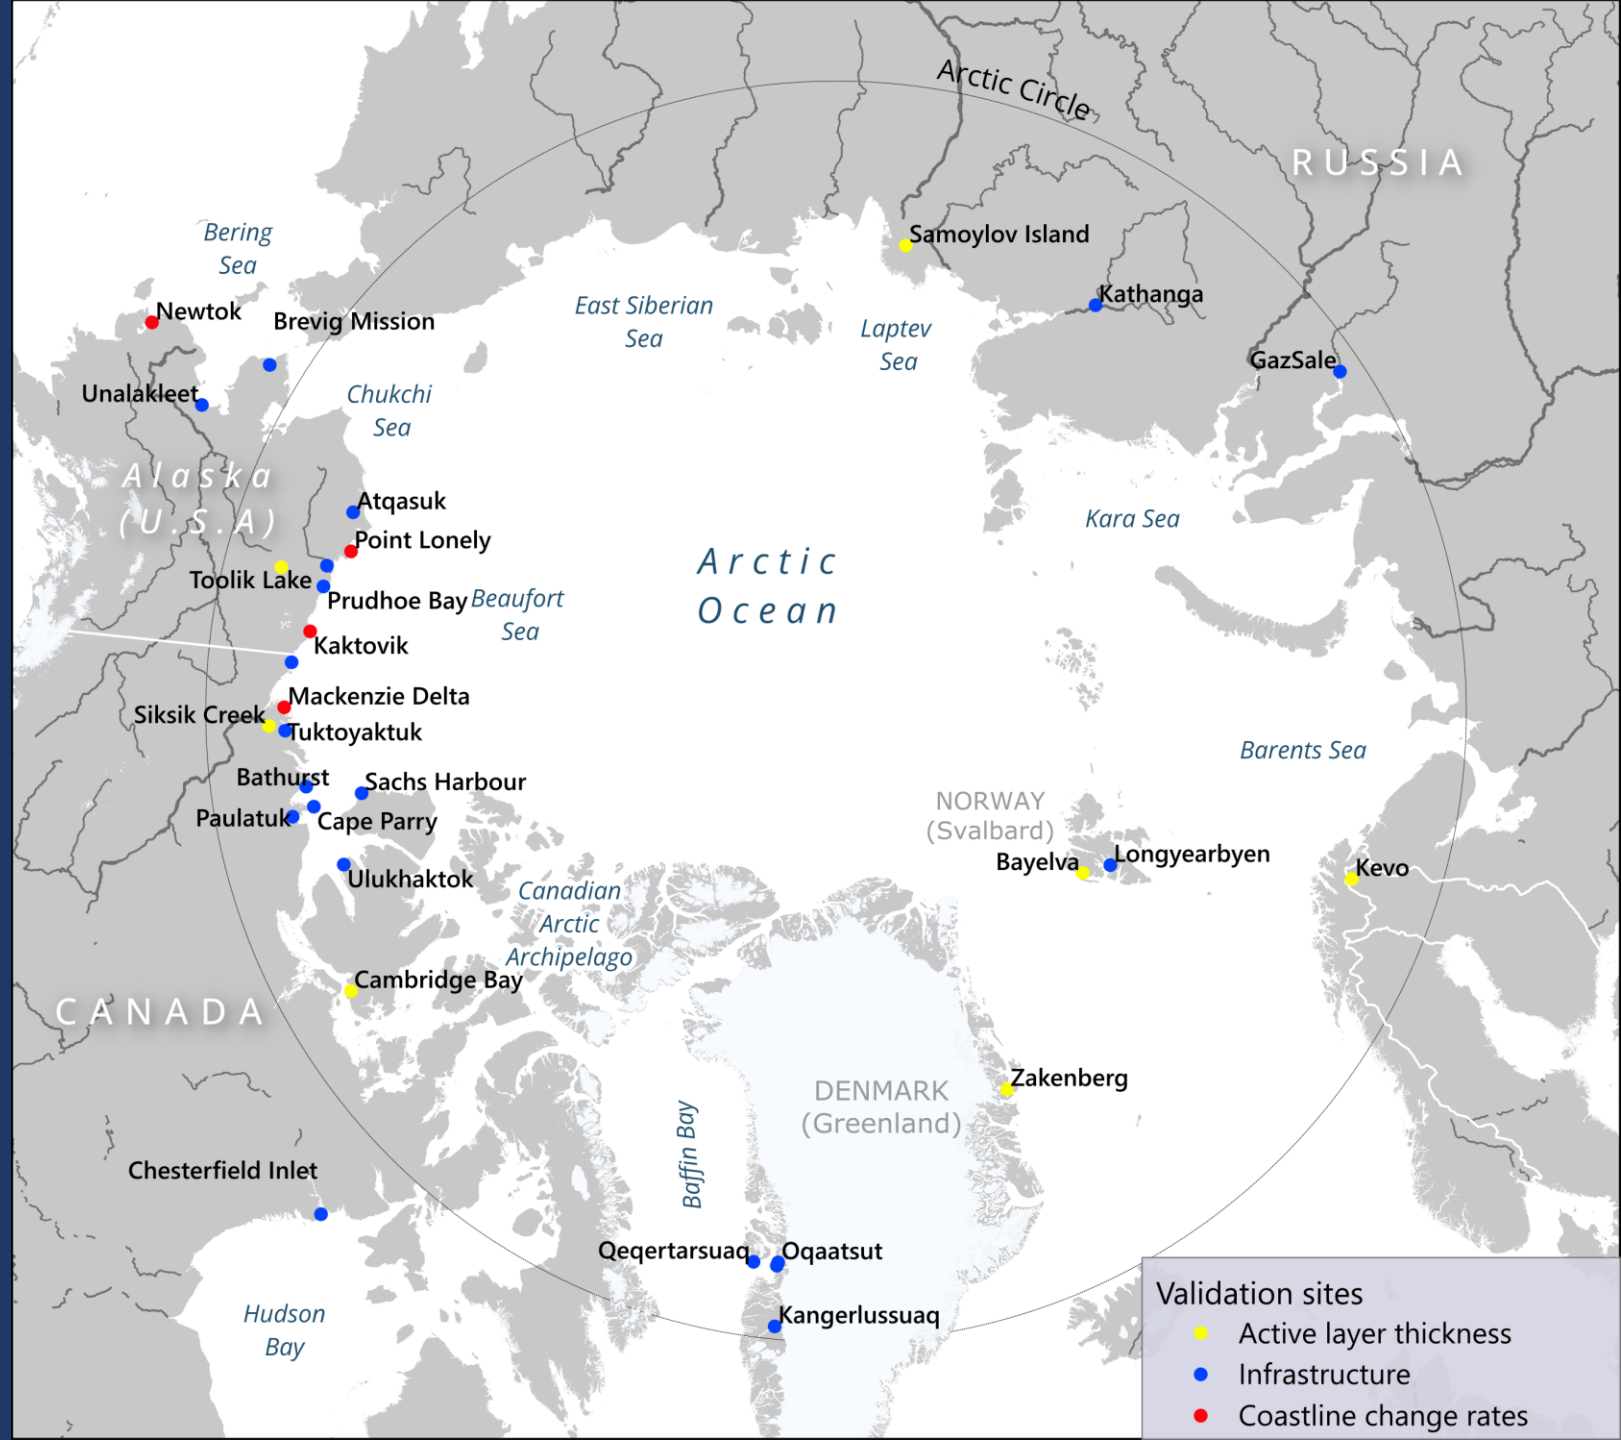 Arctic Circle
RUSSIA
Bering
Sea
Samoylov Island
Kathanga
Newtok
Brevig Mission
East Siberian
Sea
Laptev
Sea
GazSale
Unalakleet
Chukchi
Sea
Alaska
(U.S.A)
Atqasuk
Point Lonely
Kara Sea
Arctic
Ocean
Toolik Lake
Prudhoe Bay
Beaufort
Sea
Kaktovik
Mackenzie Delta
Siksik Creek
Tuktoyaktuk
Barents Sea
Bathurst
Sachs Harbour
Paulatuk
Cape Parry
NORWAY
(Svalbard)
Bayelva
Longyearbyen
Kevo
Ulukhaktok
Canadian
Arctic
Archipelago
Cambridge Bay
CANADA
Zakenberg
DENMARK
(Greenland)
Baffin Bay
Chesterfield Inlet
Qeqertarsuaq
Oqaatsut
Kangerlussuaq
Hudson
Bay
Validation sites
Active layer thickness
Infrastructure
Coastline change rates